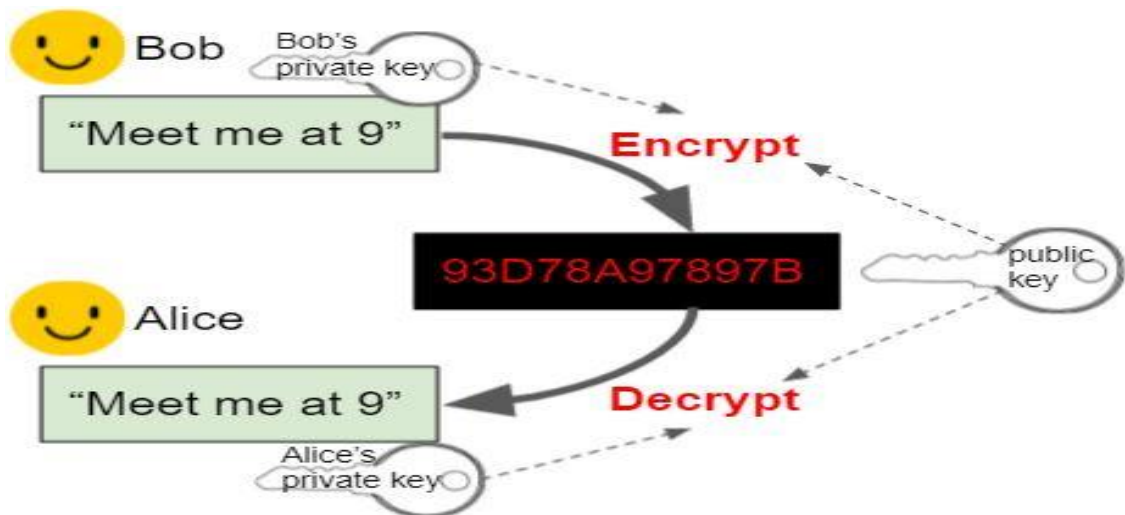 Bob
Bob's
private key
“Meet me at 9”
Encrypt
93D78A97897B
public
key
Alice
“Meet me at 9”
Decrypt
Alice's
private key